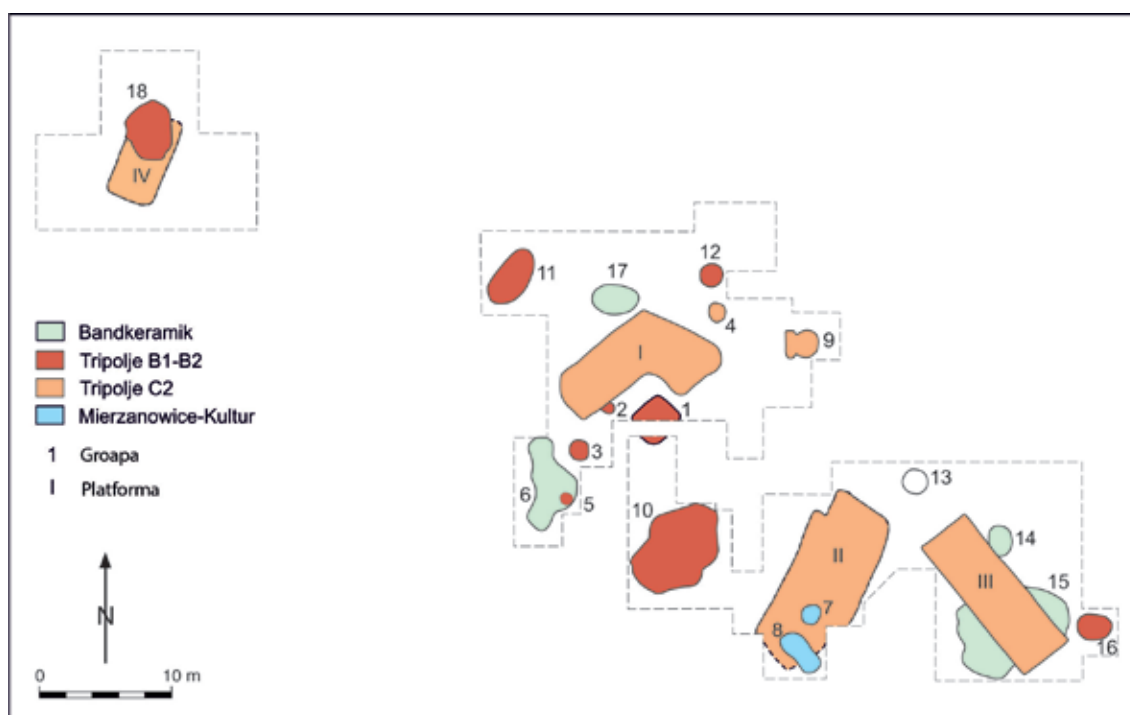 18
IV
11
17
12
4
9
I
2
1
3
6
5
10
13
II
14
III
15
7
8
16
Bandkeramik
Tripolje B1-B2
Tripolje C2
Mierzanowice-Kultur
1 Groapa
I Platforma
N
0 10 m